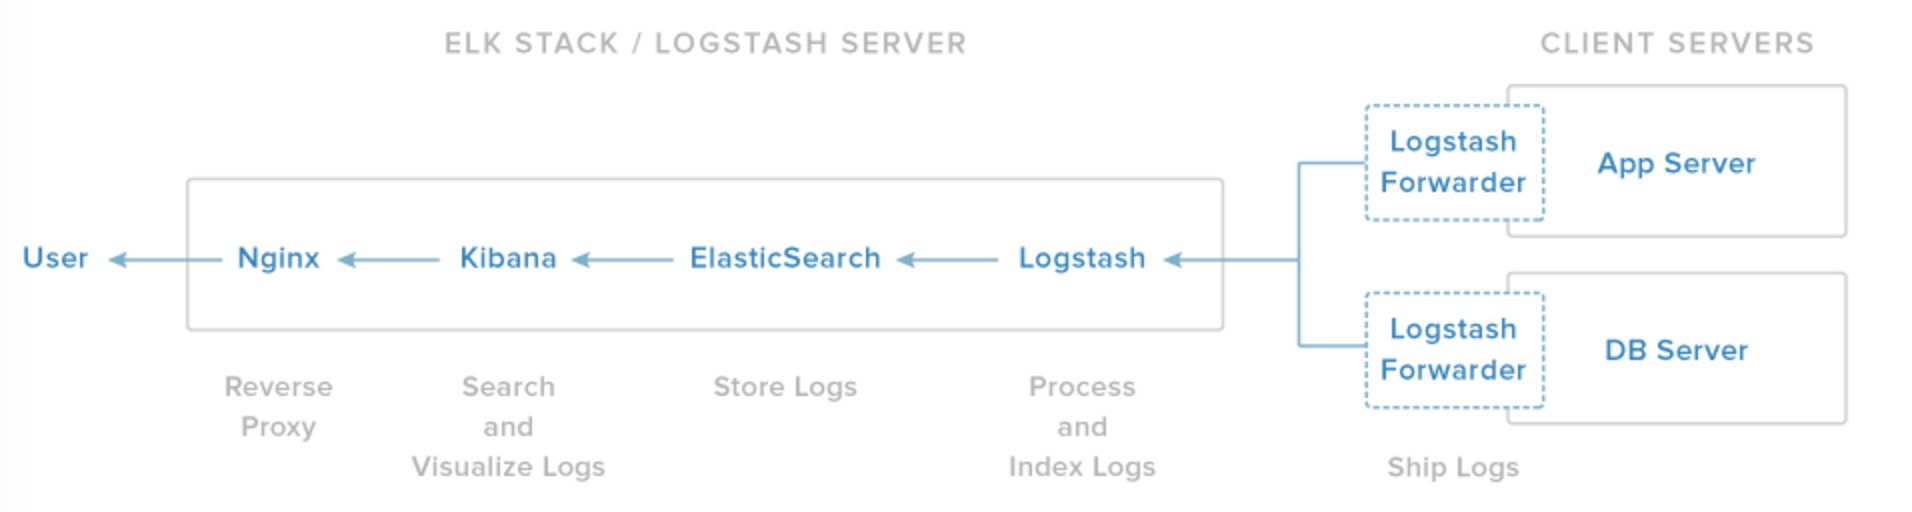 ELK STACK / LOGSTASH SERVER
CLIENT SERVERS
Logstash
Forwarder
App Server
User
Nginx
Kibana
ElasticSearch
Logstash
Logstash
Forwarder
DB Server
Reverse
Proxy
Search
and
Visualize Logs
Store Logs
Process
and
Index Logs
Ship Logs